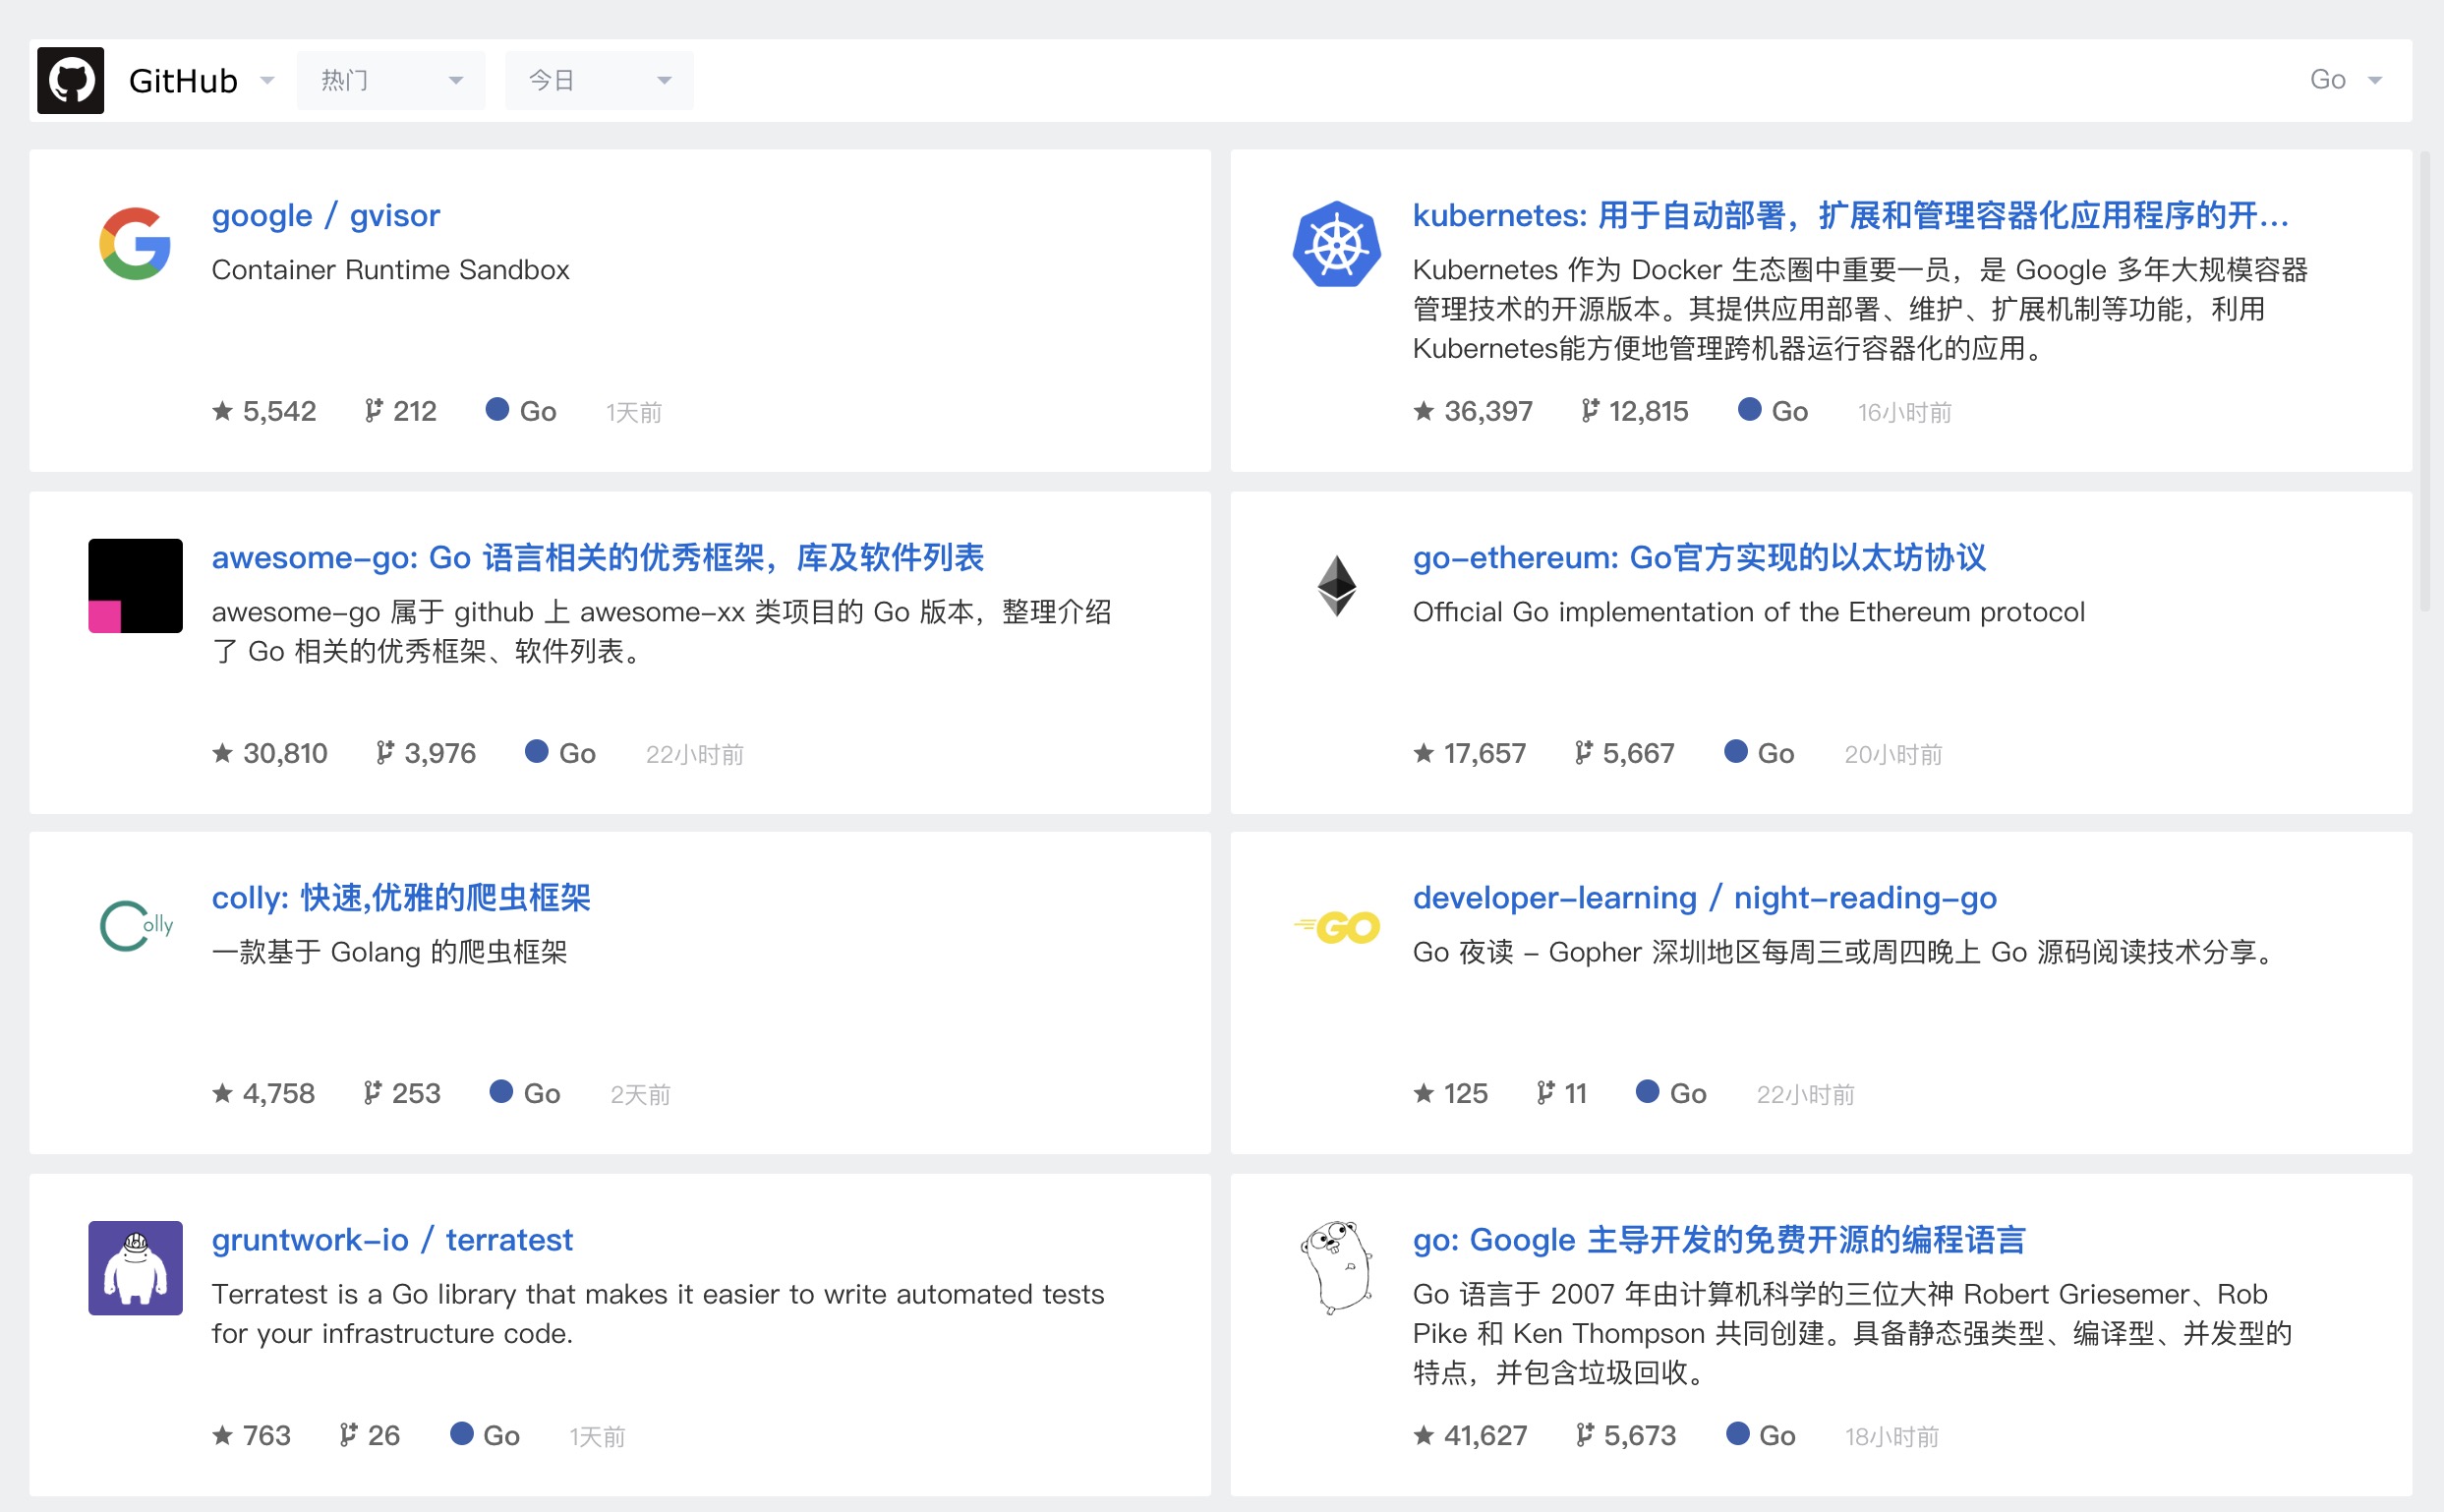 GitHub
热门
今日
Go
google / gvisor
Container Runtime Sandbox
5,542 212 Go 1天前
kubernetes: 用于自动部署，扩展和管理容器化应用程序的开...
Kubernetes 作为 Docker 生态圈中重要一员，是 Google 多年大规模容器
管理技术的开源版本。其提供应用部署、维护、扩展机制等功能，利用
Kubernetes能方便地管理跨机器运行容器化的应用。
36,397 12,815 Go 16小时前
awesome-go: Go 语言相关的优秀框架，库及软件列表
awesome-go 属于 github 上 awesome-xx 类项目的 Go 版本，整理介绍
了 Go 相关的优秀框架、软件列表。
30,810 3,976 Go 22小时前
go-ethereum: Go官方实现的以太坊协议
Official Go implementation of the Ethereum protocol
17,657 5,667 Go 20小时前
Colly
colly: 快速,优雅的爬虫框架
一款基于 Golang 的爬虫框架
4,758 253 Go 2天前
GO
developer-learning / night-reading-go
Go 夜读 - Gopher 深圳地区每周三或周四晚上 Go 源码阅读技术分享。
125 11 Go 22小时前
gruntwork-io / terratest
Terratest is a Go library that makes it easier to write automated tests
for your infrastructure code.
763 26 Go 1天前
go: Google 主导开发的免费开源的编程语言
Go 语言于 2007 年由计算机科学的三位大神 Robert Griesemer、Rob
Pike 和 Ken Thompson 共同创建。具备静态强类型、编译型、并发型的
特点，并包含垃圾回收。
41,627 5,673 Go 18小时前